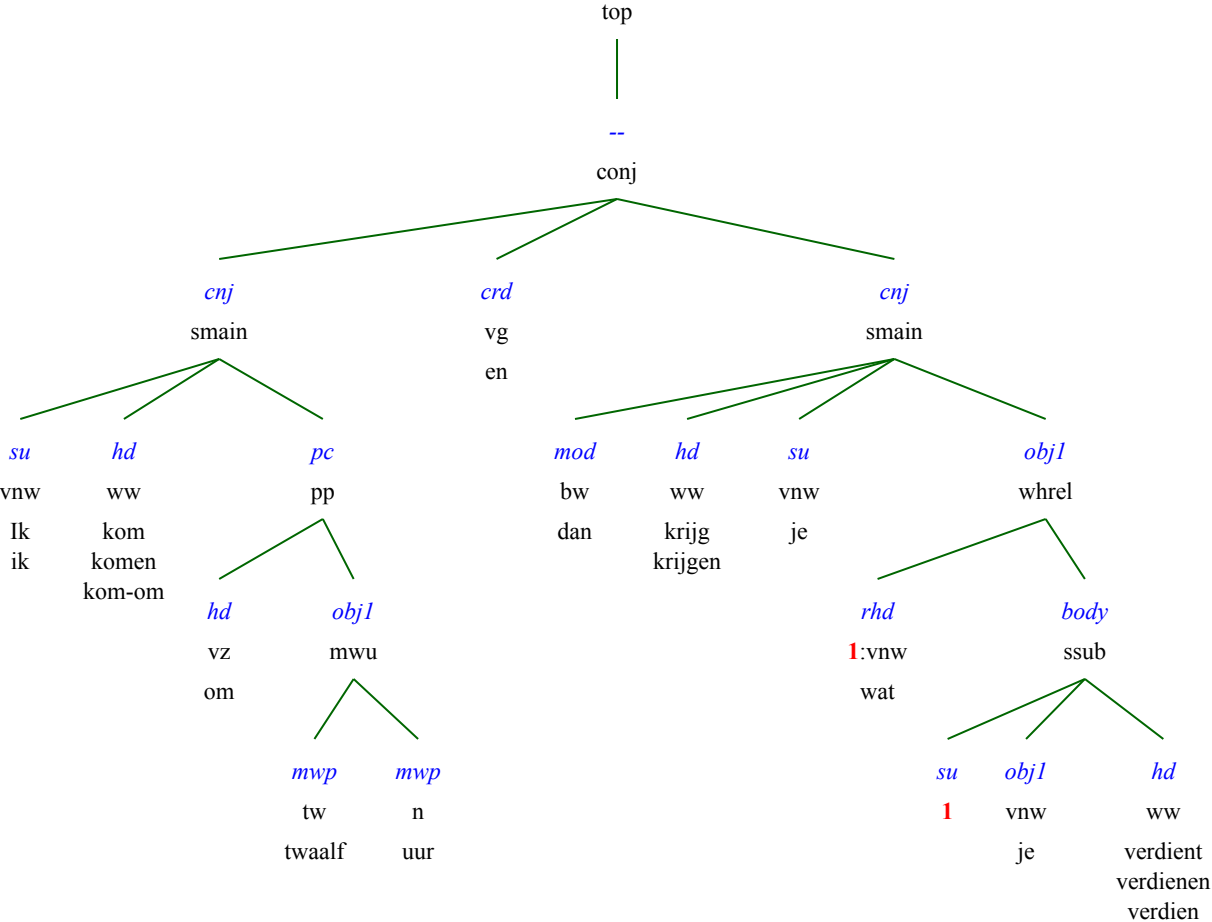 top
--
conj
cnj crd cnj
smain vg smain
en
su hd pc mod hd su obj1
vnw ww pp bw ww vnw whrel
Ik kom dan krijg je
ik komen krijgen
kom-om
hd obj1 rhd body
vz mwu 1:vnw ssub
om wat
mwp mwp su obj1 hd
tw n 1 vnw ww
twaalf uur je verdient
verdienen
verdien